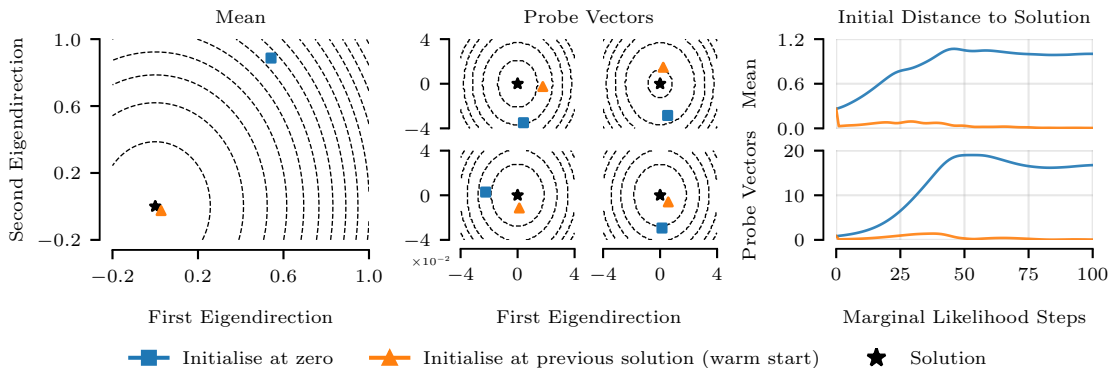 Mean
Probe Vectors
Initial Distance to Solution
Second Eigendirection
1.0
0.6
0.2
−0.2
−0.2
0.2
0.6
1.0
First Eigendirection
4
0
−4
4
0
−4
×10−2
−4
0
4
−4
0
4
First Eigendirection
Mean
1.2
0.6
0.0
Probe Vectors
20
10
0
0
25
50
75
100
Marginal Likelihood Steps
Initialise at zero
Initialise at previous solution (warm start)
Solution